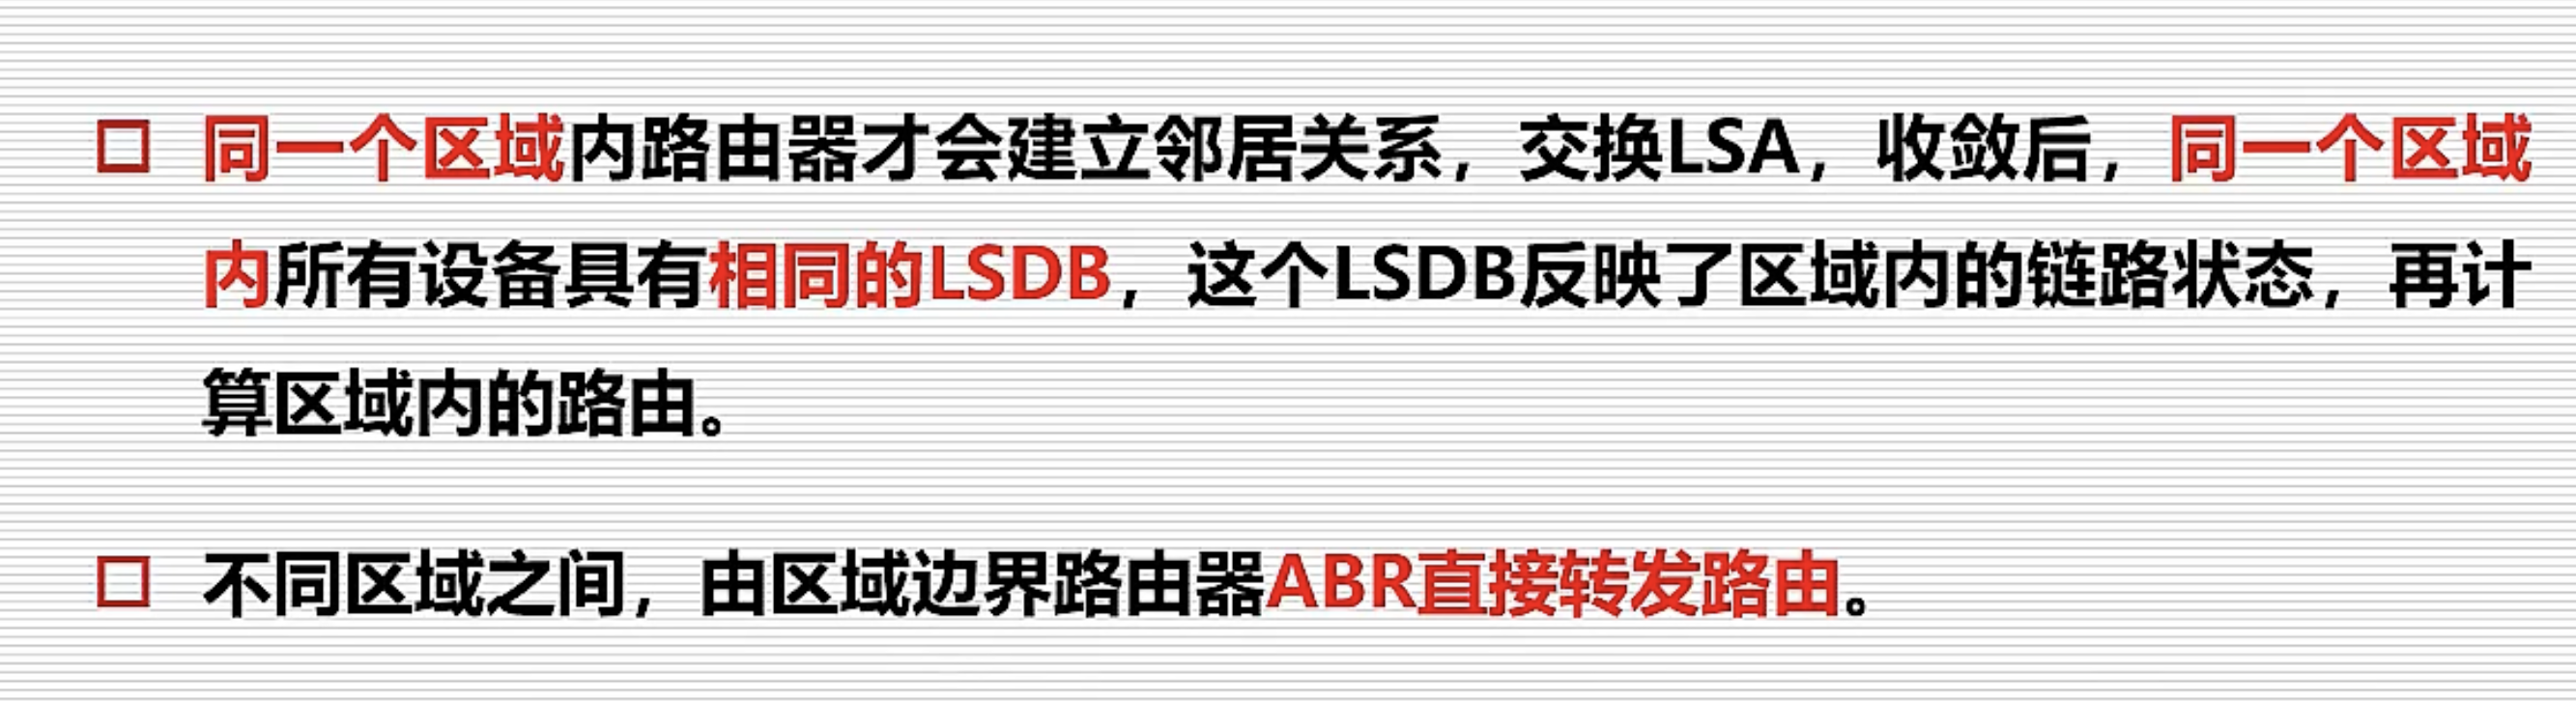 同一个区域内路由器才会建立邻居关系，交换LSA，收敛后，同一个区域
内所有设备具有相同的LSDB，这个LSDB反映了区域内的链路状态，再计
算区域内的路由。
不同区域之间，由区域边界路由器ABR直接转发路由。